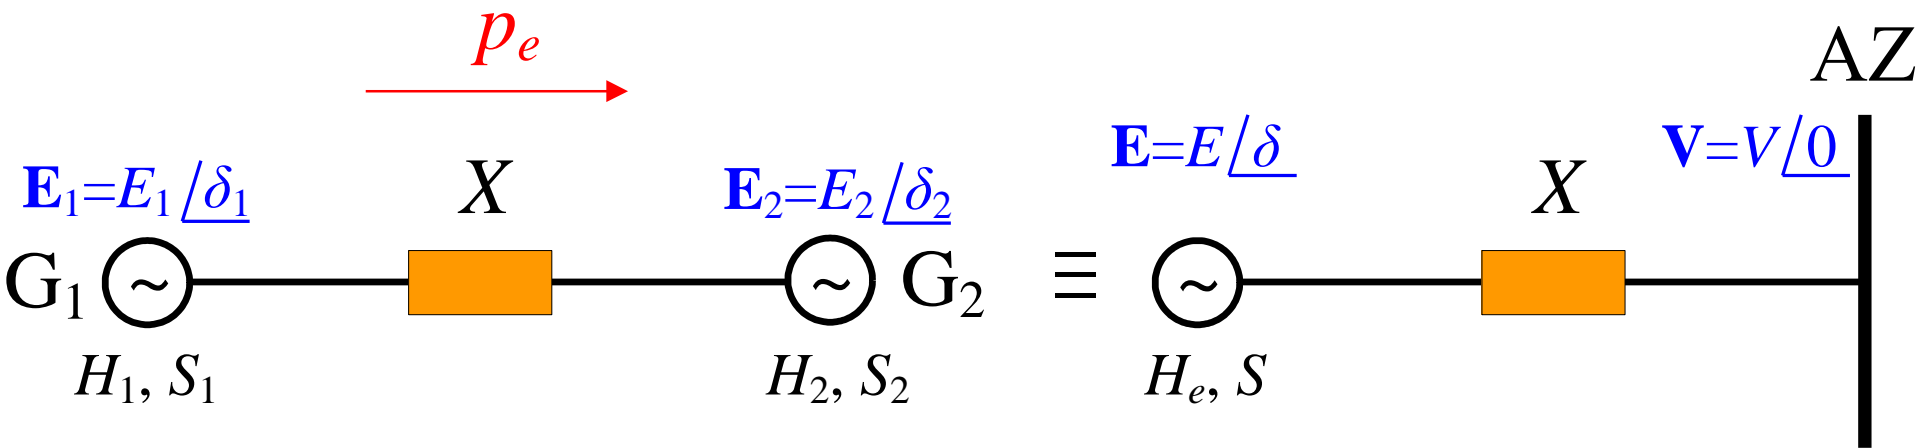 pₑ
AZ
E₁=E₁/δ₁
X
E₂=E₂/δ₂
E=E/δ
X
V=V/0
G₁
~
~
G₂
≡
~
H₁, S₁
H₂, S₂
Hₑ, S